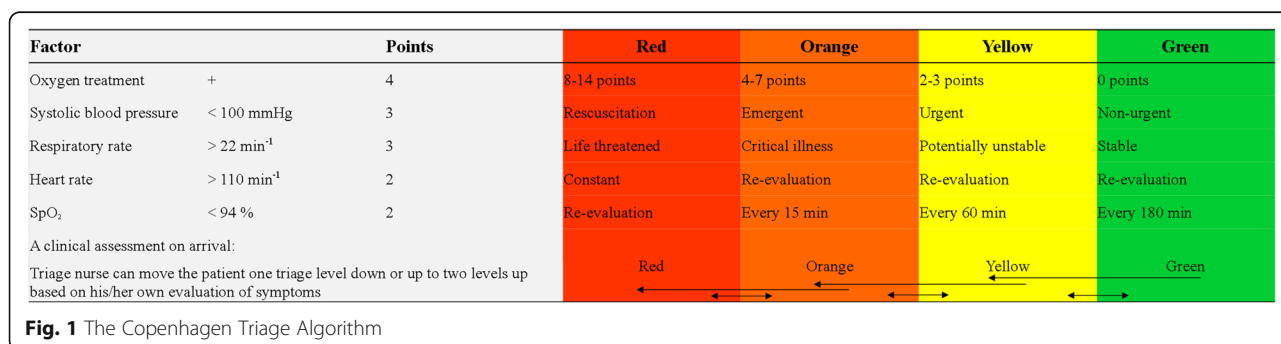 Factor Points Red Orange Yellow Green
Oxygen treatment + 4 8-14 points 4-7 points 2-3 points 0 points
Systolic blood pressure < 100 mmHg 3 Rescuscitation Emergent Urgent Non-urgent
Respiratory rate > 22 min⁻¹ 3 Life threatened Critical illness Potentially unstable Stable
Heart rate > 110 min⁻¹ 2 Constant Re-evaluation Re-evaluation Re-evaluation
SpO₂ < 94 % 2 Re-evaluation Every 15 min Every 60 min Every 180 min
A clinical assessment on arrival:
Triage nurse can move the patient one triage level down or up to two levels up
based on his/her own evaluation of symptoms
Red Orange Yellow Green
Fig. 1 The Copenhagen Triage Algorithm